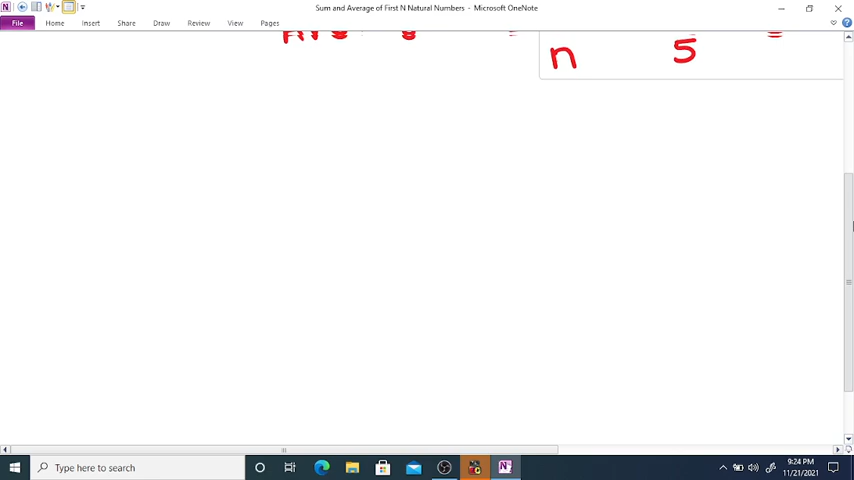 Sum and Average of First N Natural Numbers - Microsoft OneNote
File Home Insert Share Draw Review View Pages
n 5
Type here to search
9:24 PM
11/21/2021